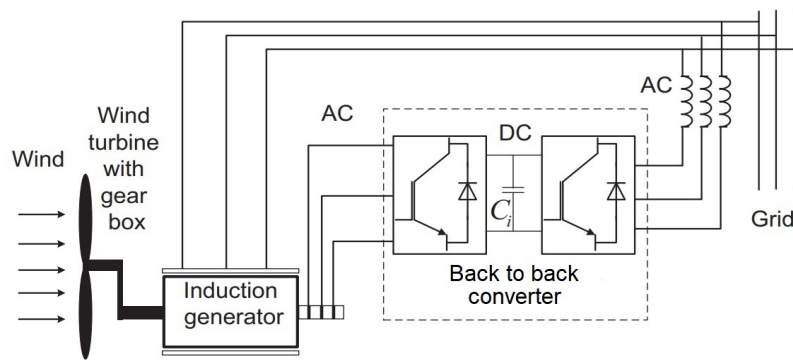 Wind
turbine
with
gear
box
Wind
AC
DC
AC
C_i
Grid
Back to back
converter
Induction
generator